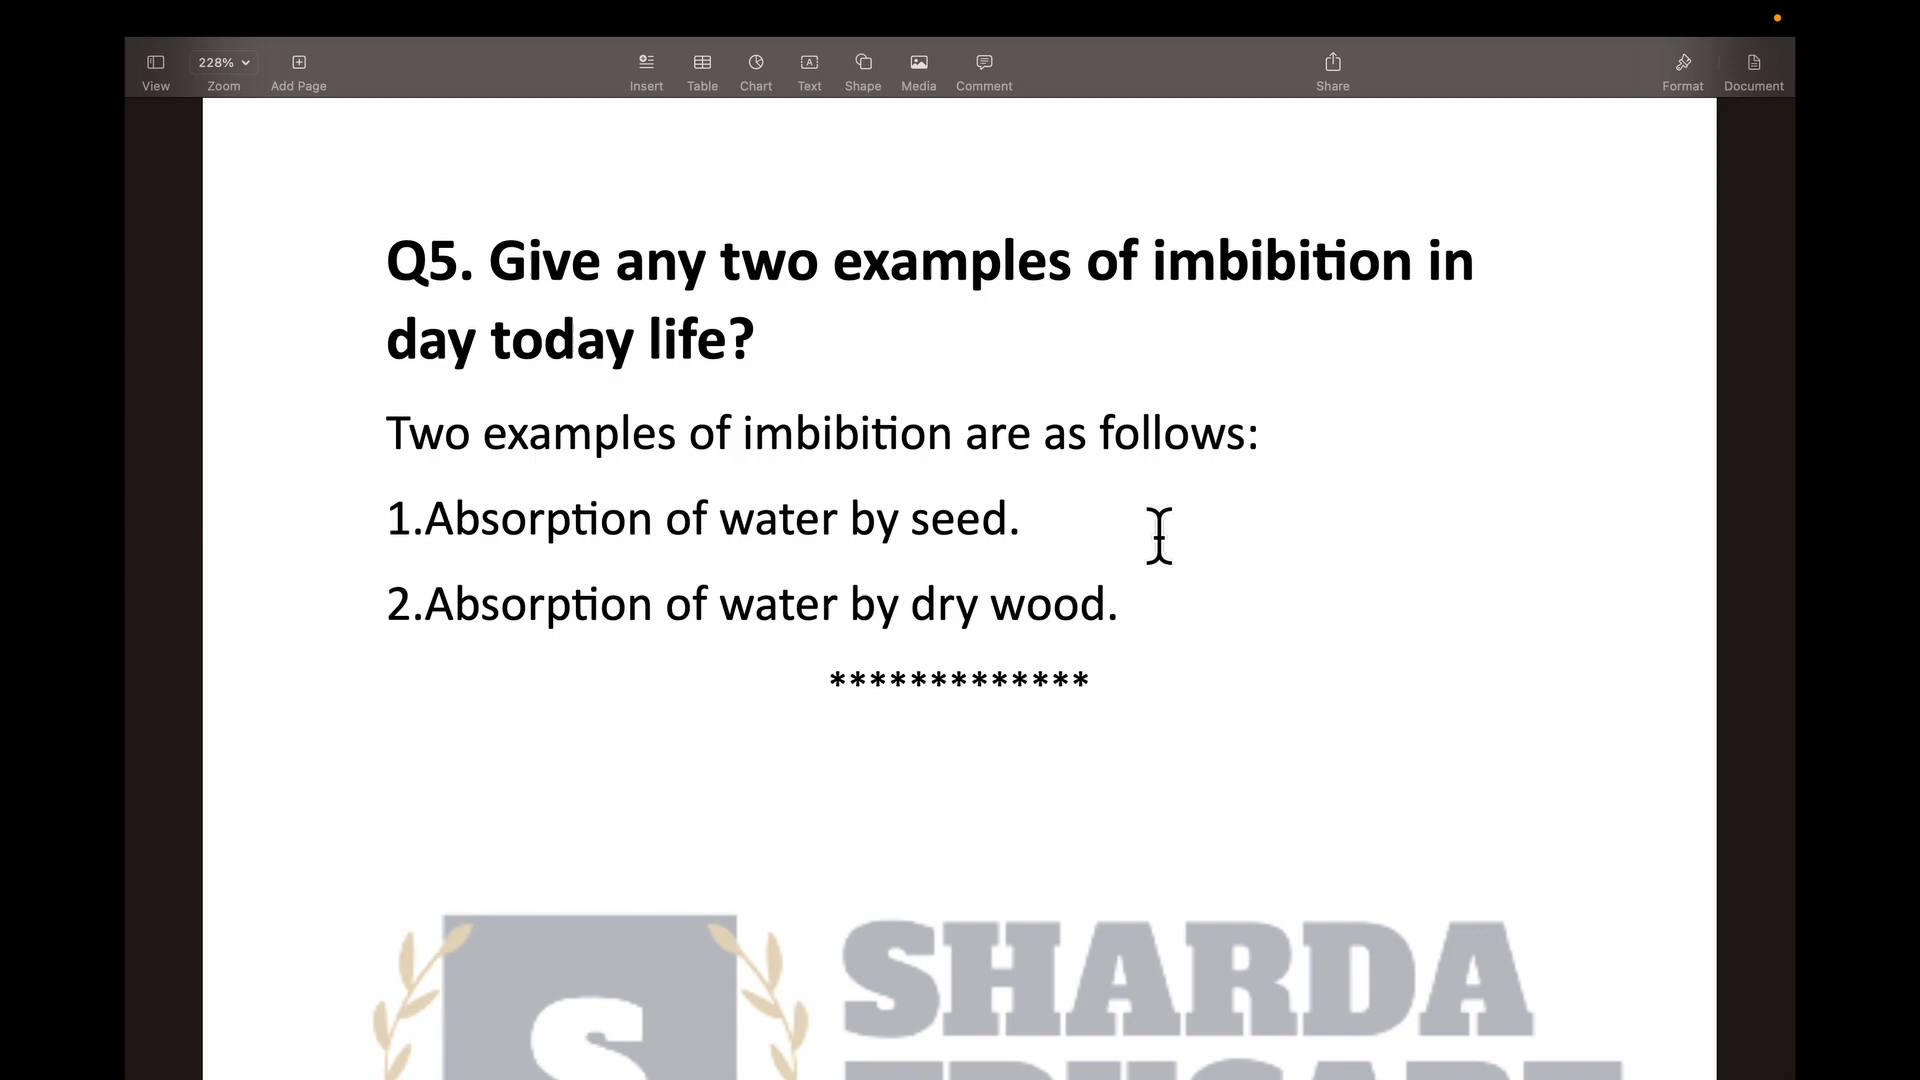 228%
View Zoom Add Page Insert Table Chart Text Shape Media Comment Share Format Document
Q5. Give any two examples of imbibition in
day today life?
Two examples of imbibition are as follows:
1.Absorption of water by seed.
2.Absorption of water by dry wood.
*************
S SHARDA